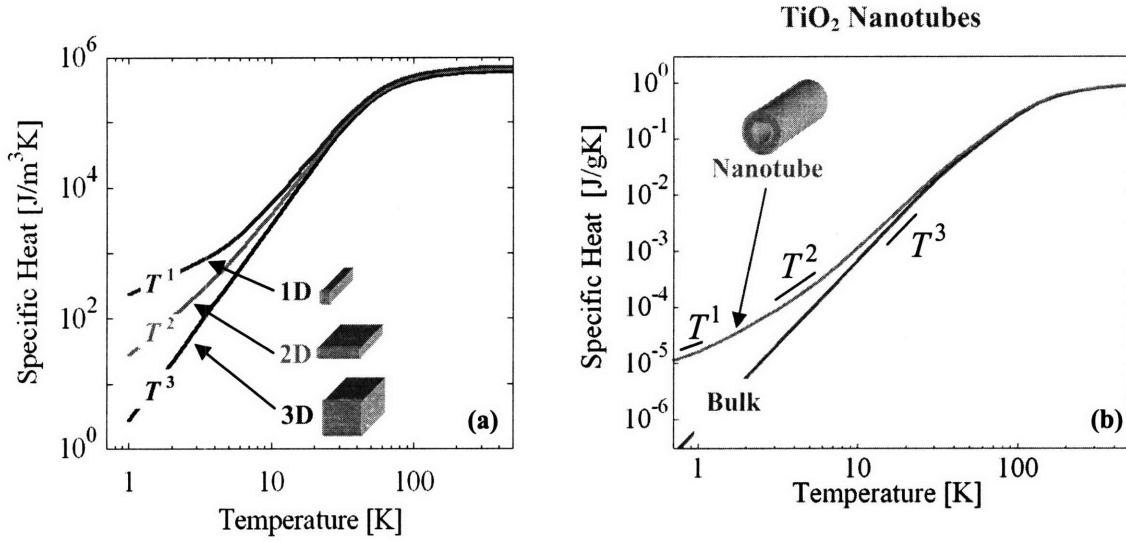 TiO₂ Nanotubes
Specific Heat [J/m³K]
10⁶
10⁴
10²
10⁰
T¹
T²
T³
1D
2D
3D
(a)
1
10
100
Temperature [K]
Specific Heat [J/gK]
10⁰
10⁻¹
10⁻²
10⁻³
10⁻⁴
10⁻⁵
10⁻⁶
Nanotube
T³
T²
T¹
Bulk
(b)
1
10
100
Temperature [K]